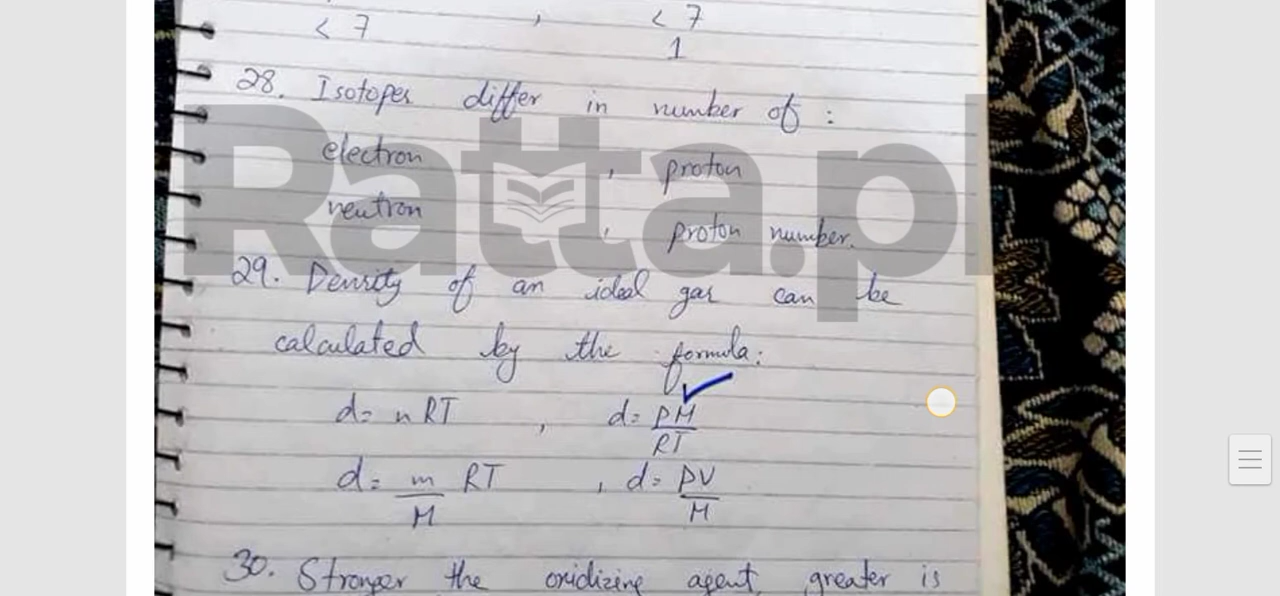 < 7 , < 7
1
28. Isotopes differ in number of :
electron , proton
neutron , proton number.
29. Density of an ideal gas can be
calculated by the formula:
d = nRT , d = PM
RT
d = m RT , d = PV
M M
30. Stronger the oxidizing agent, greater is
Ratta.pk